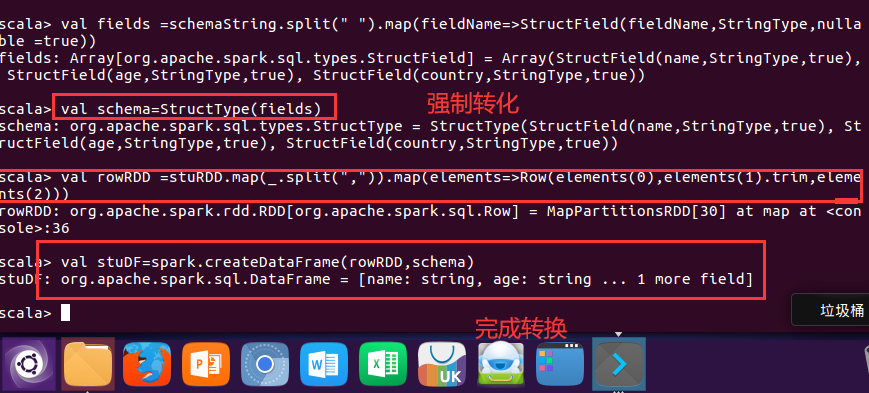 scala> val fields =schemaString.split(" ").map(fieldName=>StructField(fieldName,StringType,nulla
ble =true))
fields: Array[org.apache.spark.sql.types.StructField] = Array(StructField(name,StringType,true),
 StructField(age,StringType,true), StructField(country,StringType,true))
scala> val schema=StructType(fields)
强制转化
schema: org.apache.spark.sql.types.StructType = StructType(StructField(name,StringType,true), St
ructField(age,StringType,true), StructField(country,StringType,true))
scala> val rowRDD =stuRDD.map(_.split(",")).map(elements=>Row(elements(0),elements(1).trim,eleme
nts(2)))
rowRDD: org.apache.spark.rdd.RDD[org.apache.spark.sql.Row] = MapPartitionsRDD[30] at map at <con
sole>:36
scala> val stuDF=spark.createDataFrame(rowRDD,schema)
stuDF: org.apache.spark.sql.DataFrame = [name: string, age: string ... 1 more field]
scala>
垃圾桶
完成转换
P
W
X
UK